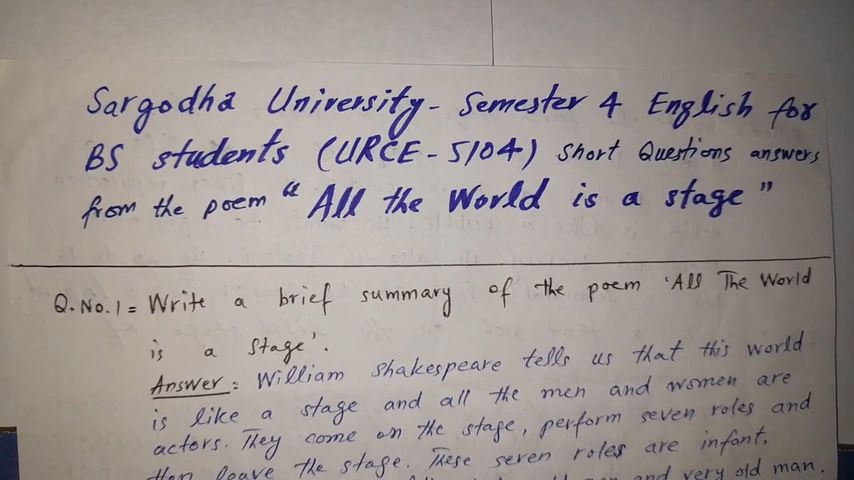 Sargodha University - Semester 4 English for
BS students (URCE - 5104) Short Questions answers
from the poem "All the World is a stage"
Q.No.1 = Write a brief summary of the poem 'All The World
is a Stage'.
Answer: William Shakespeare tells us that this world
is like a stage and all the men and women are
actors. They come on the stage, perform seven roles and
then leave the stage. These seven roles are infant,
and very old man.